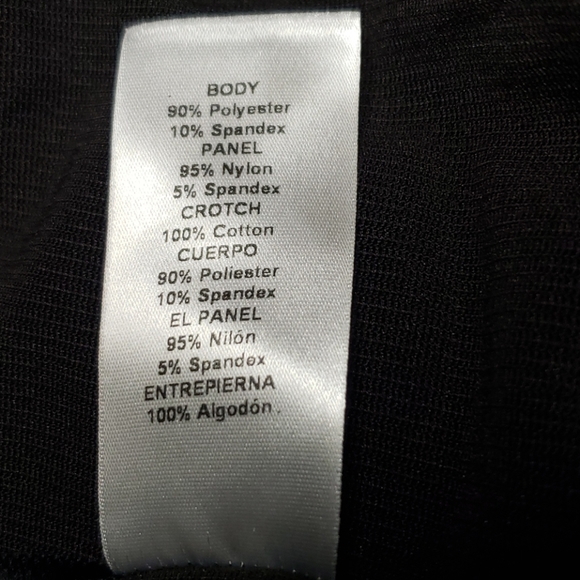 BODY
90% Polyester
10% Spandex
PANEL
95% Nylon
5% Spandex
CROTCH
100% Cotton
CUERPO
90% Poliester
10% Spandex
EL PANEL
95% Nilón
5% Spandex
ENTREPIERNA
100% Algodón.